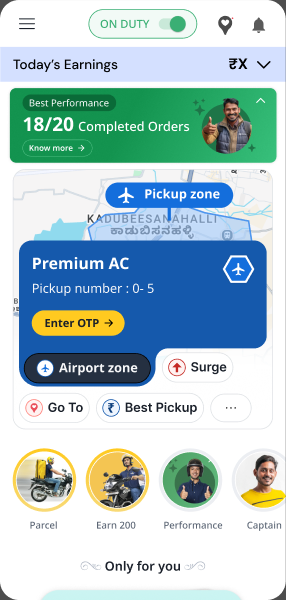 ON DUTY
Today's Earnings
₹X
Best Performance
18/20 Completed Orders
Know more →
Pickup zone
KADUBEESANAHALLI
ಕಾಡುಬಿಸನಹಳ್ಳಿ
Premium AC
Pickup number : 0- 5
Enter OTP →
Airport zone
Surge
Go To
Best Pickup
Parcel
Earn 200
Performance
Captain
Only for you